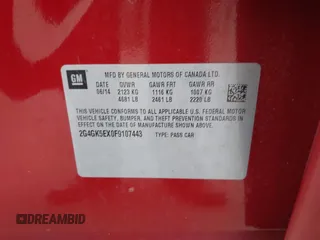 GM
MFD BY GENERAL MOTORS OF CANADA LTD.
DATE GVWR GAWR FRT GAWR RR
06/14 2123 KG 1116 KG 1007 KG
4681 LB 2461 LB 2220 LB
THIS VEHICLE CONFORMS TO ALL APPLICABLE U.S. FEDERAL
MOTOR VEHICLE SAFETY, BUMPER, AND THEFT PREVENTION
STANDARDS IN EFFECT ON THE DATE OF MANUFACTURE SHOWN ABOVE.
2G4GK5EX0F9107443 TYPE: PASS CAR
DREAMBID